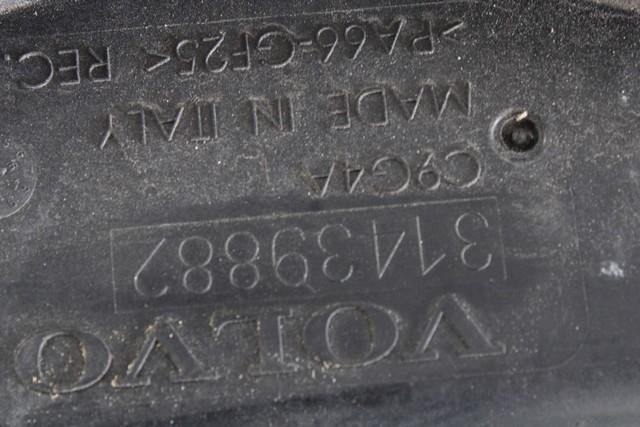 VOLVO
31439882
C9G4A
MADE IN ITALY
>PA66-GF25< REC.